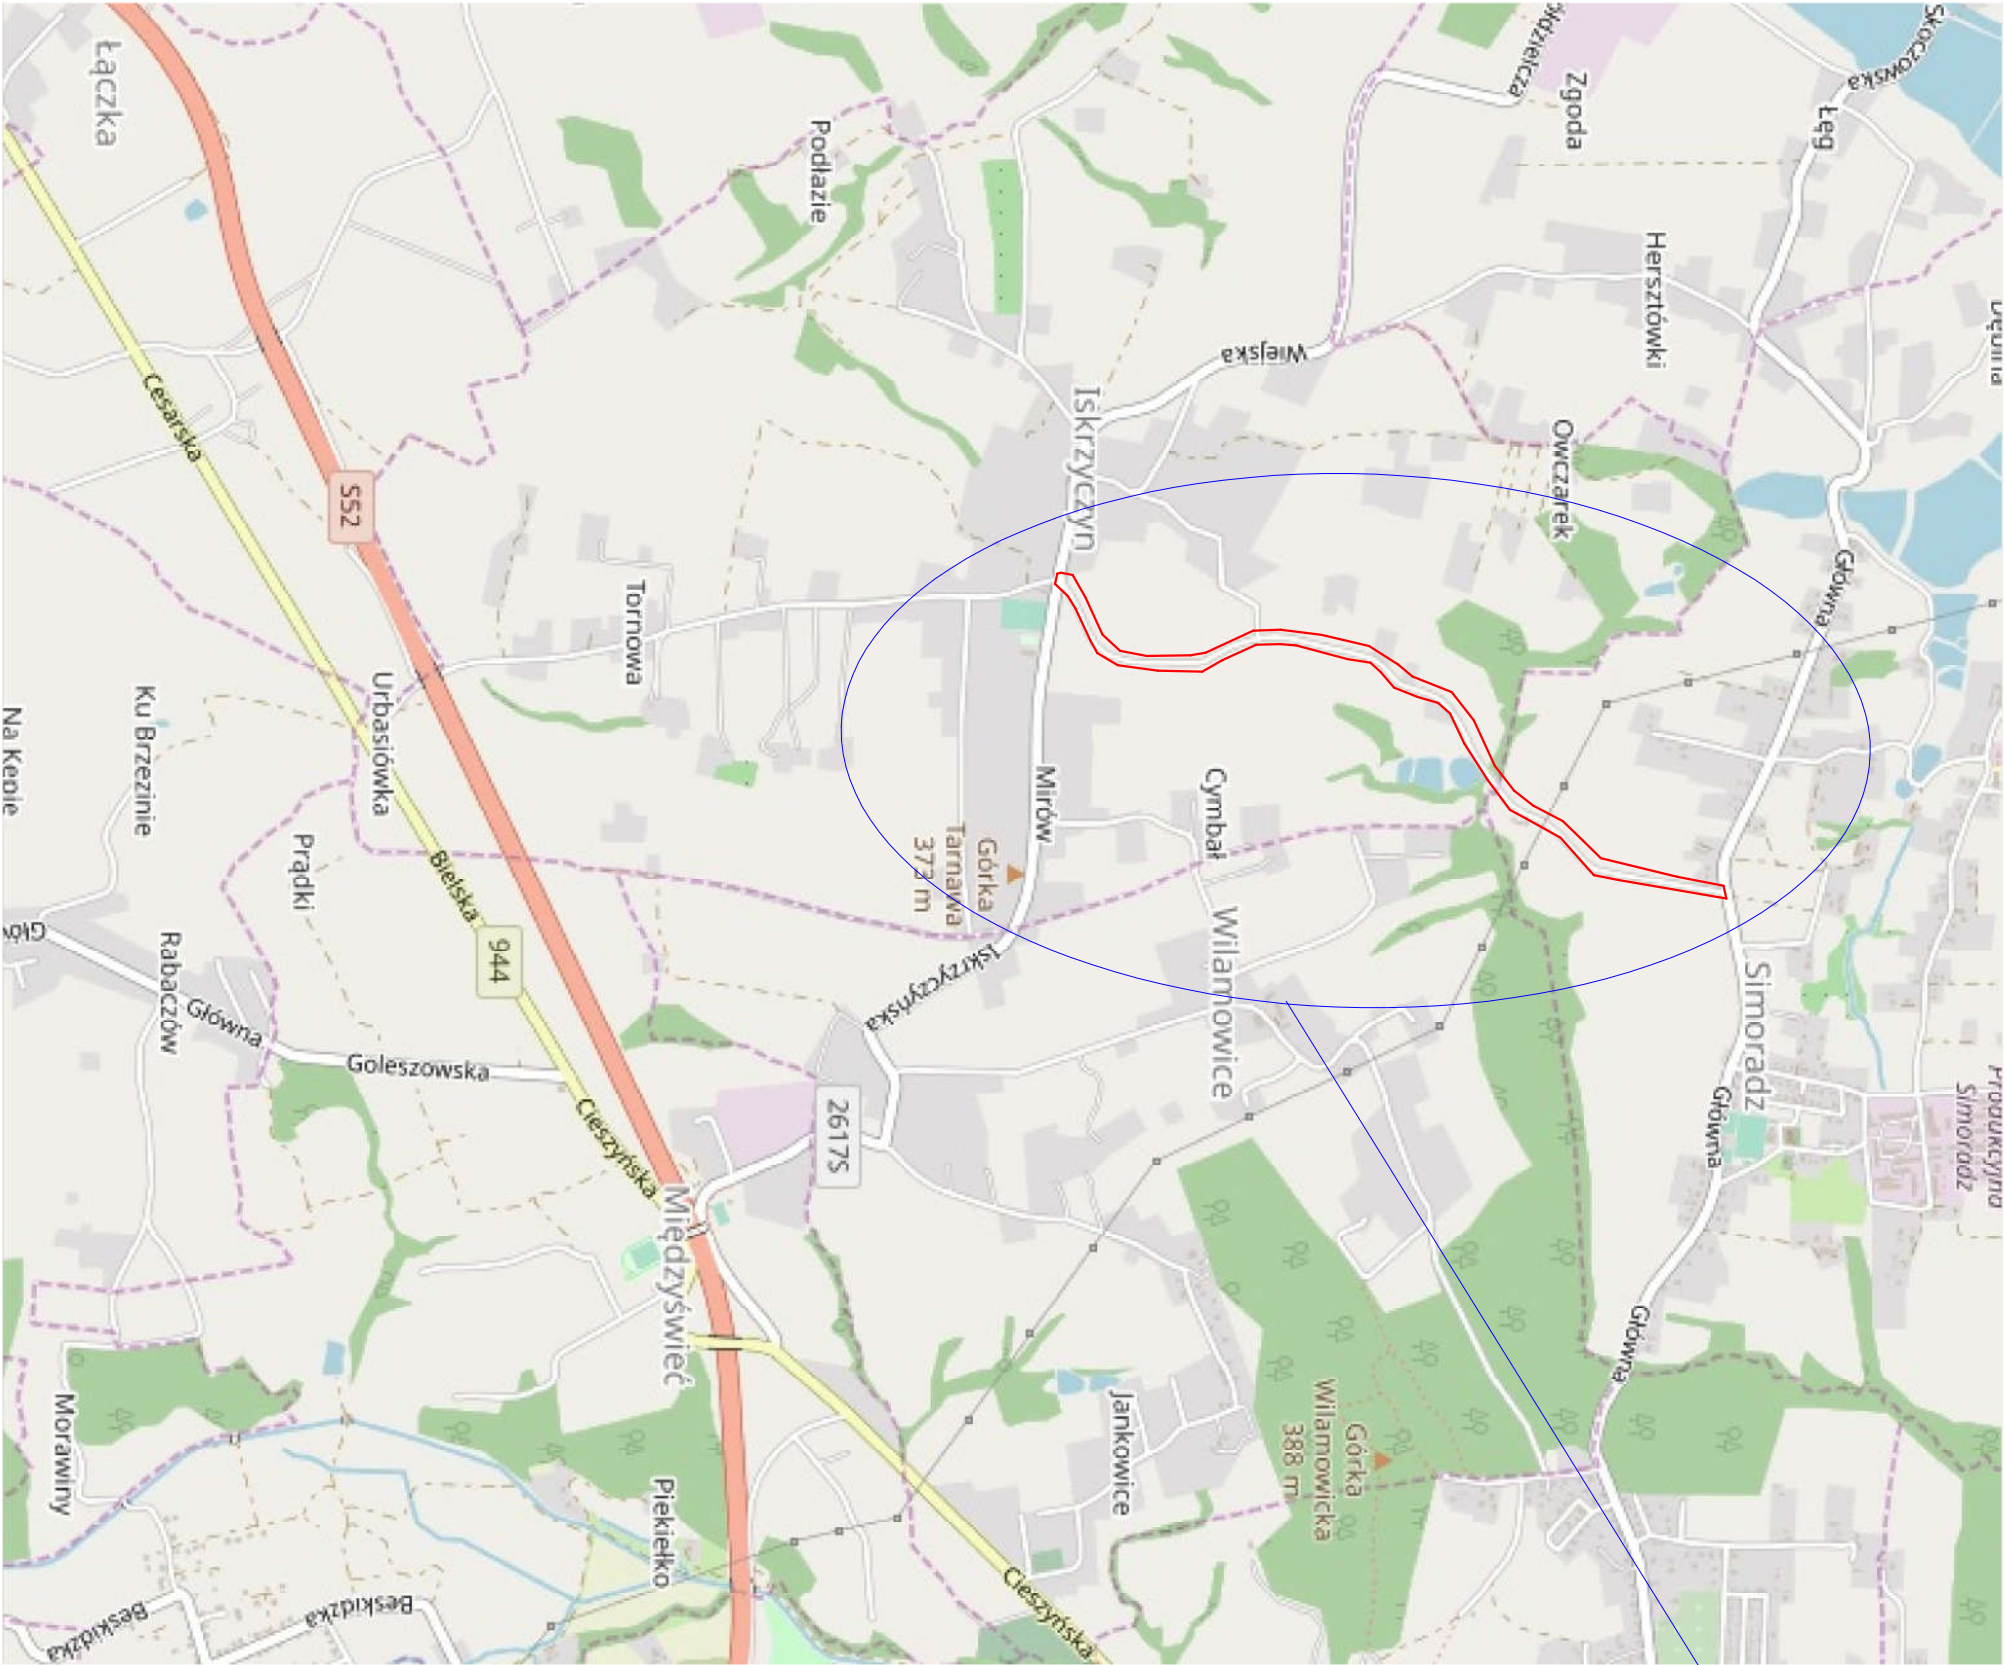 Łączka
Podłazie
Zgoda
Skoczowska
Łęg
Hersztówki
Wiejska
Cesarska
S52
Iskrzyczyn
Owczarek
Główna
Tornowa
Urbasiówka
Ku Brzezinie
Na Kępie
Mirów
Cymbał
Górka
Tarnawa
373 m
Prądki
Bielska
944
Rabaczów
Główna
Goleszowska
Iskrzyczyńska
Wilamowice
Simoradz
Główna
Produkcyjna
Simoradz
Cieszyńska
2617S
Międzyświeć
Główna
Jankowice
Górka
Wilamowicka
388 m
Morawiny
Piekiełko
Cieszyńska
Beskidzka
Beskidzka